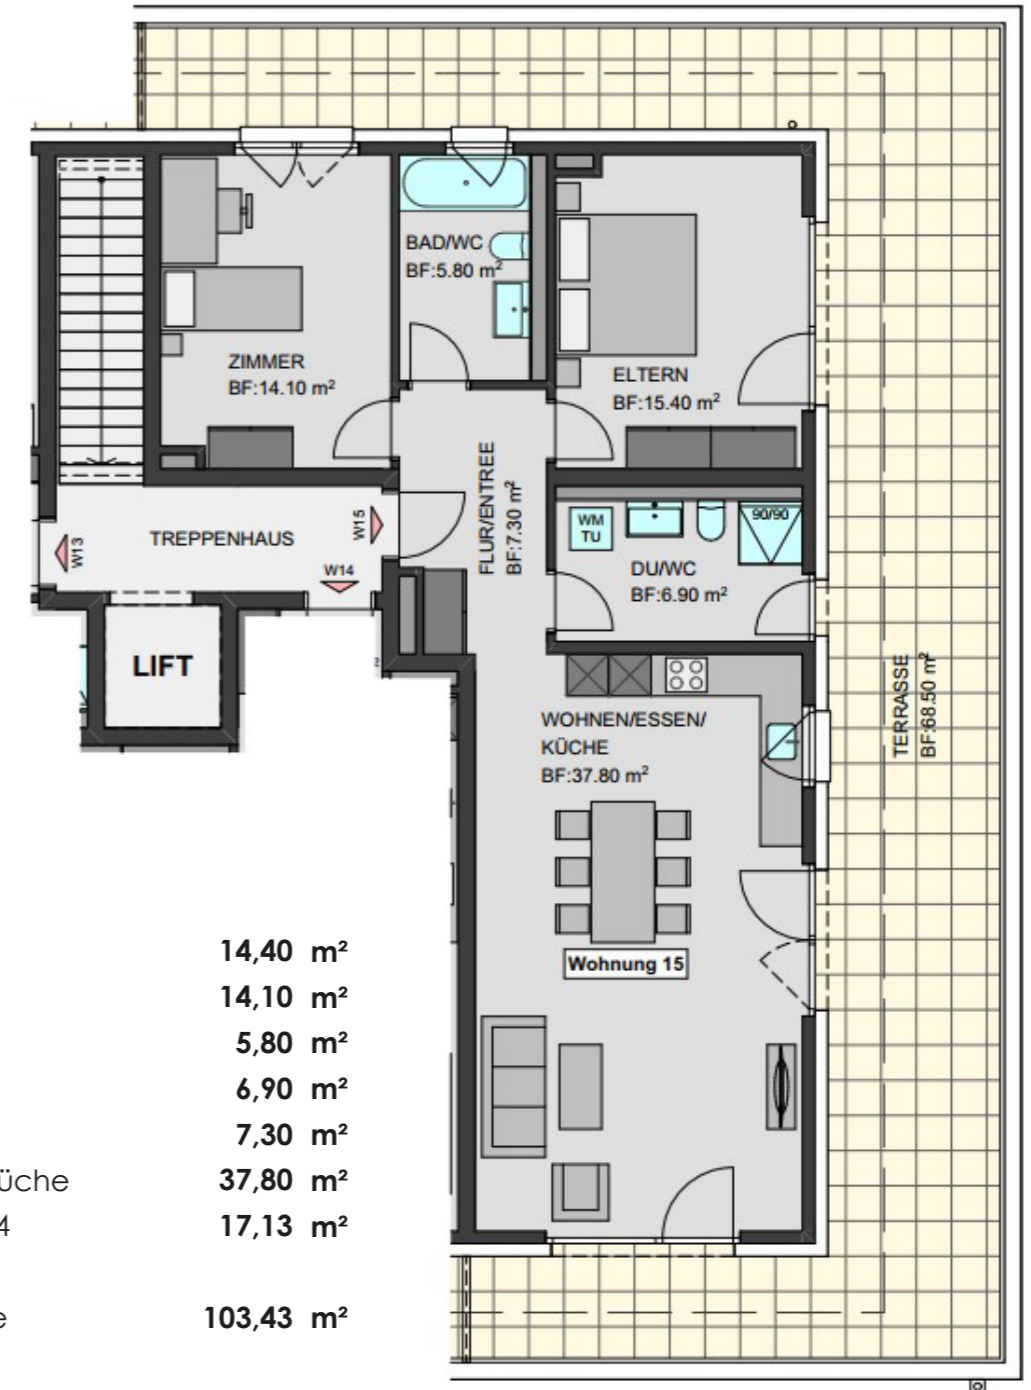 BAD/WC
BF:5.80 m²
ZIMMER
BF:14.10 m²
ELTERN
BF:15.40 m²
FLUR/ENTREE
BF:7.30 m²
TREPPENHAUS
W13
W15
W14
WM
TU
90/90
DU/WC
BF:6.90 m²
LIFT
WOHNEN/ESSEN/
KÜCHE
BF:37.80 m²
TERRASSE
BF:68.50 m²
Wohnung 15
14,40 m²
14,10 m²
5,80 m²
6,90 m²
7,30 m²
üche 37,80 m²
4 17,13 m²
e 103,43 m²